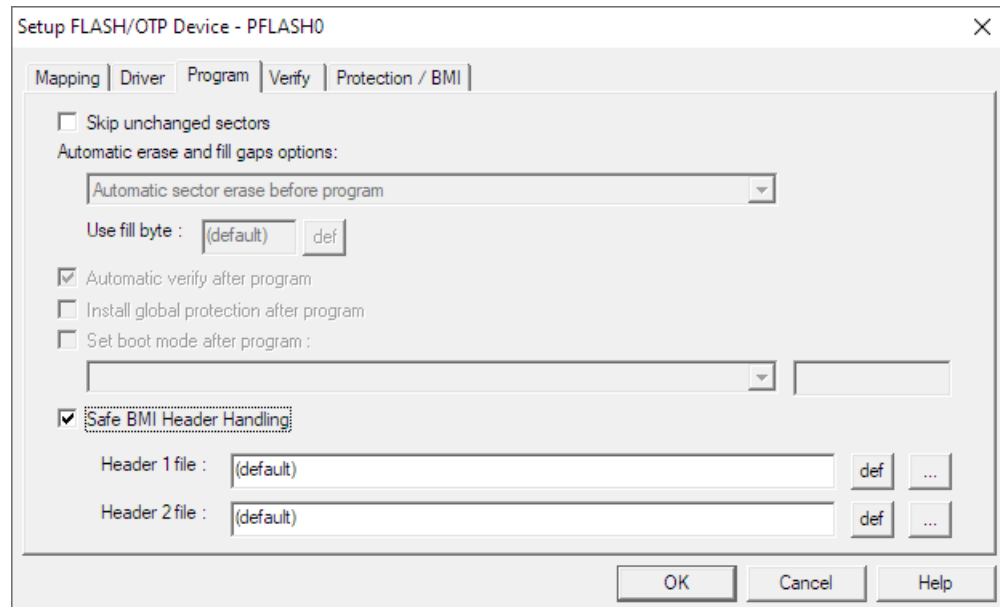 Setup FLASH/OTP Device - PFLASH0
Mapping Driver Program Verify Protection / BMI
Skip unchanged sectors
Automatic erase and fill gaps options:
Automatic sector erase before program
Use fill byte : (default) def
Automatic verify after program
Install global protection after program
Set boot mode after program :
Safe BMI Header Handling
Header 1 file : (default) def ...
Header 2 file : (default) def ...
OK Cancel Help